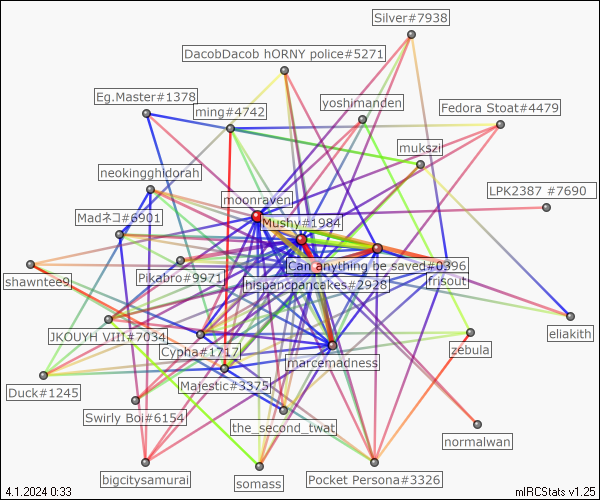 Silver#7938
DacobDacob hORNY police#5271
Eg.Master#1378
yoshimanden
ming#4742
Fedora Stoat#4479
mukszi
neokingghidorah
LPK2387 #7690
moonraven
Madネコ#6901
Mushy#1984
Can anything be saved#0396
Pikabro#9971
shawntee9
hispancpancakes#2928
frisout
eliakith
JKOUYH VIII#7034
Cypha#1717
zebula
marcemadness
Majestic#3375
Duck#1245
Swirly Boi#6154
the_second_twat
normalwan
bigcitysamurai
somass
Pocket Persona#3326
4.1.2024 0:33
mIRCStats v1.25